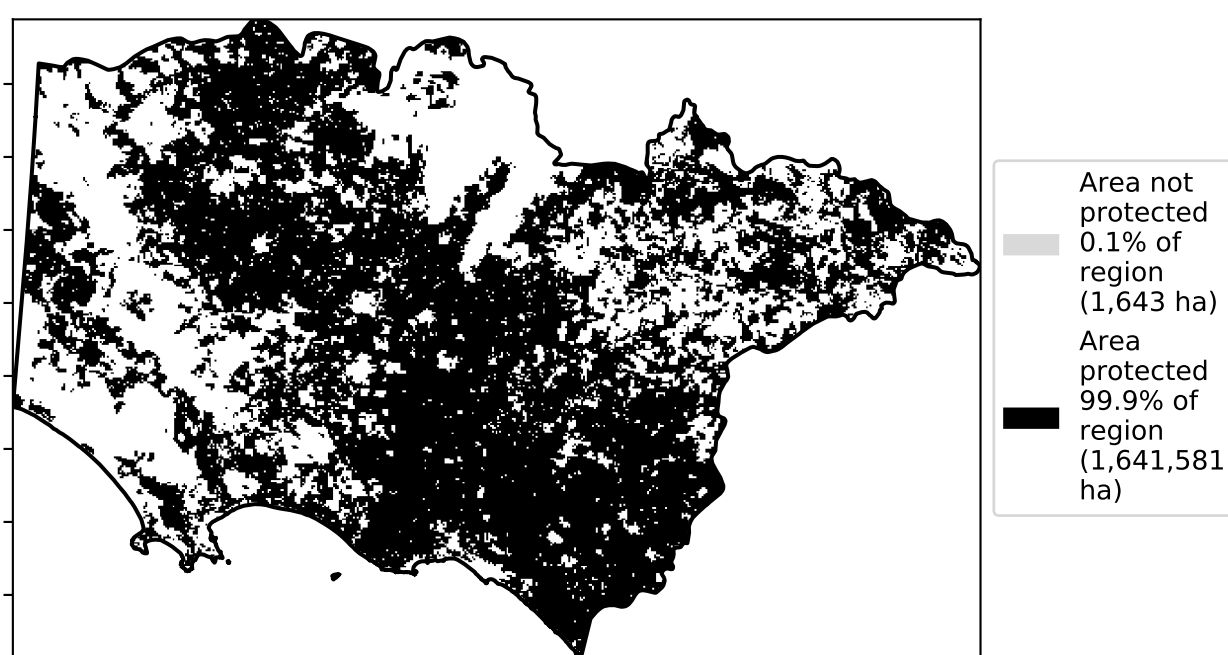 Area not
protected
0.1% of
region
(1,643 ha)
Area
protected
99.9% of
region
(1,641,581
ha)